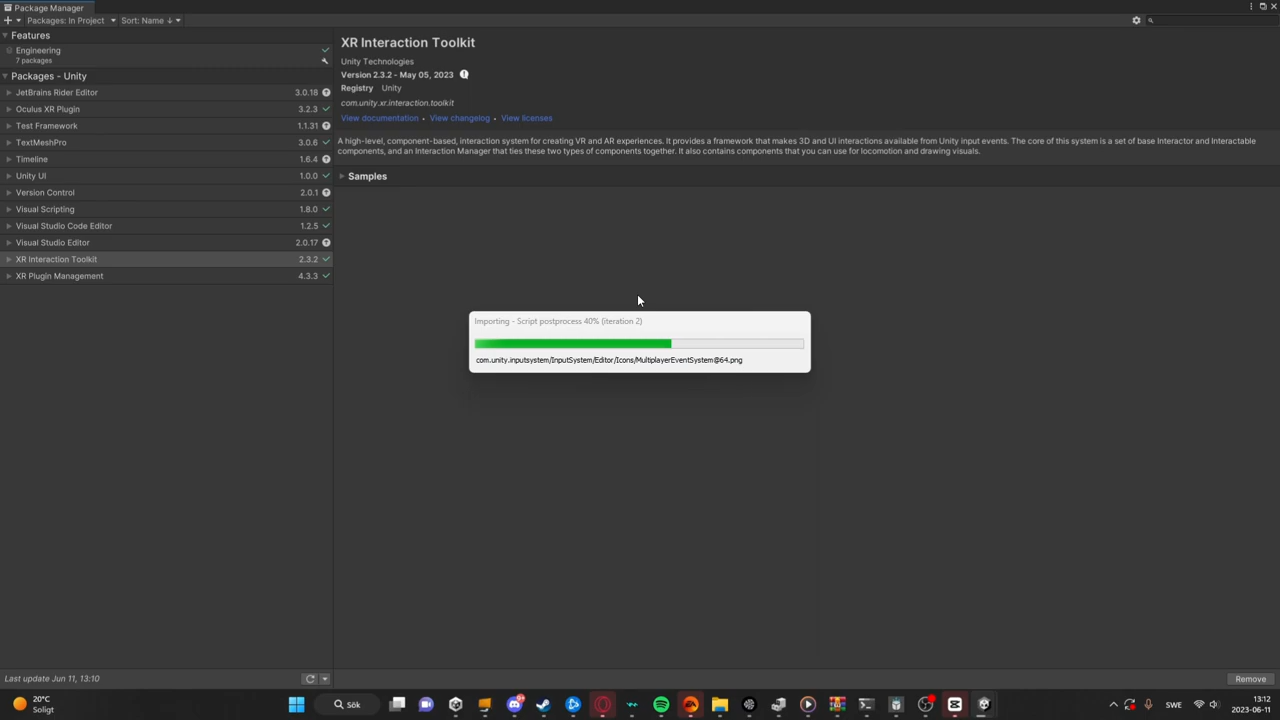 Package Manager
Packages: In Project
Sort: Name ↓
Features
Engineering
7 packages
Packages - Unity
JetBrains Rider Editor 3.0.18
Oculus XR Plugin 3.2.3
Test Framework 1.1.31
TextMeshPro 3.0.6
Timeline 1.6.4
Unity UI 1.0.0
Version Control 2.0.1
Visual Scripting 1.8.0
Visual Studio Code Editor 1.2.5
Visual Studio Editor 2.0.17
XR Interaction Toolkit 2.3.2
XR Plugin Management 4.3.3
XR Interaction Toolkit
Unity Technologies
Version 2.3.2 - May 05, 2023
Registry Unity
com.unity.xr.interaction.toolkit
View documentation • View changelog • View licenses
A high-level, component-based, interaction system for creating VR and AR experiences. It provides a framework that makes 3D and UI interactions available from Unity input events. The core of this system is a set of base Interactor and Interactable
components, and an Interaction Manager that ties these two types of components together. It also contains components that you can use for locomotion and drawing visuals.
Samples
Importing - Script postprocess 40% (iteration 2)
com.unity.inputsystem/InputSystem/Editor/Icons/MultiplayerEventSystem@64.png
Last update Jun 11, 13:10
Remove
20°C
Soligt
Sök
SWE
13:12
2023-06-11